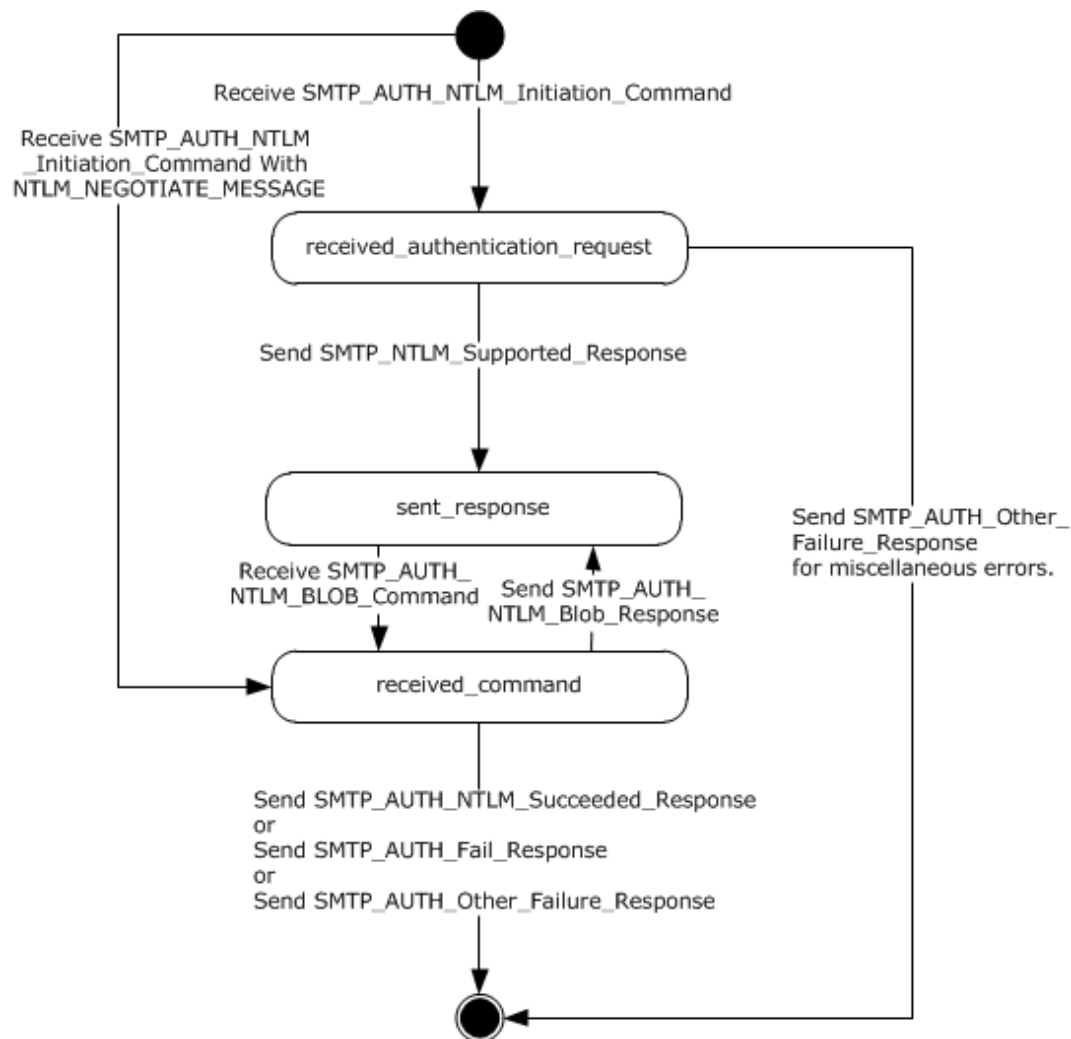 Receive SMTP_AUTH_NTLM_Initiation_Command
Receive SMTP_AUTH_NTLM
_Initiation_Command With
NTLM_NEGOTIATE_MESSAGE
received_authentication_request
Send SMTP_NTLM_Supported_Response
sent_response
Send SMTP_AUTH_Other_
Failure_Response
for miscellaneous errors.
Receive SMTP_AUTH_
NTLM_BLOB_Command
Send SMTP_AUTH_
NTLM_Blob_Response
received_command
Send SMTP_AUTH_NTLM_Succeeded_Response
or
Send SMTP_AUTH_Fail_Response
or
Send SMTP_AUTH_Other_Failure_Response